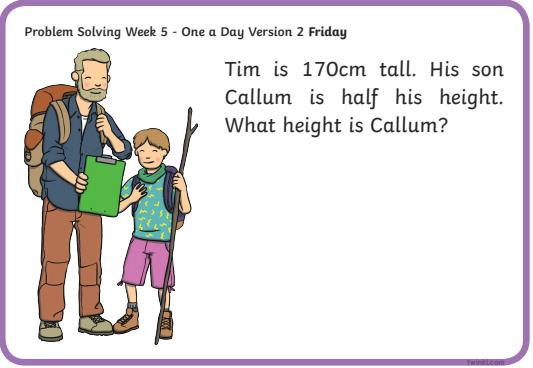 Problem Solving Week 5 - One a Day Version 2 Friday
Tim is 170cm tall. His son
Callum is half his height.
What height is Callum?
twinkl.com